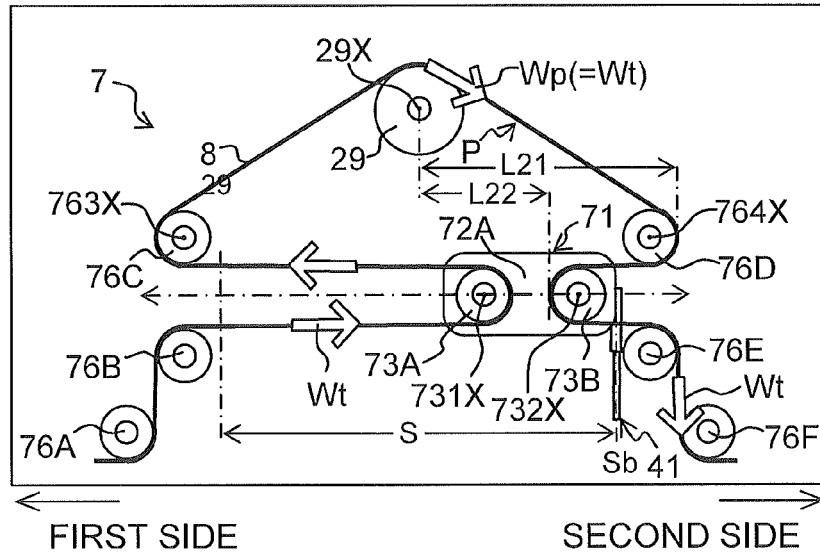 29X
Wp(=Wt)
7
8
29
29
P
L21
L22
763X
72A
71
764X
76C
76D
76B
Wt
73A
731X
732X
73B
76E
Wt
76A
S
Sb
41
76F
FIRST SIDE
SECOND SIDE